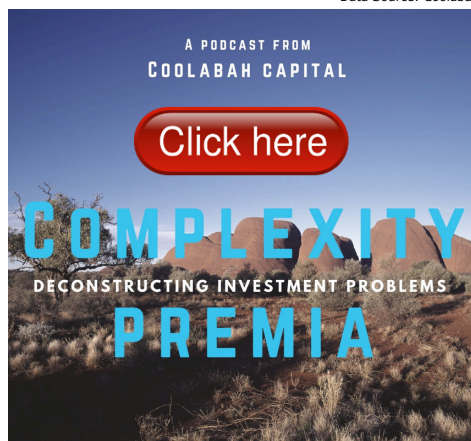 A PODCAST FROM
COOLABAH CAPITAL
Click here
COMPLEXITY
DECONSTRUCTING INVESTMENT PROBLEMS
PREMIA